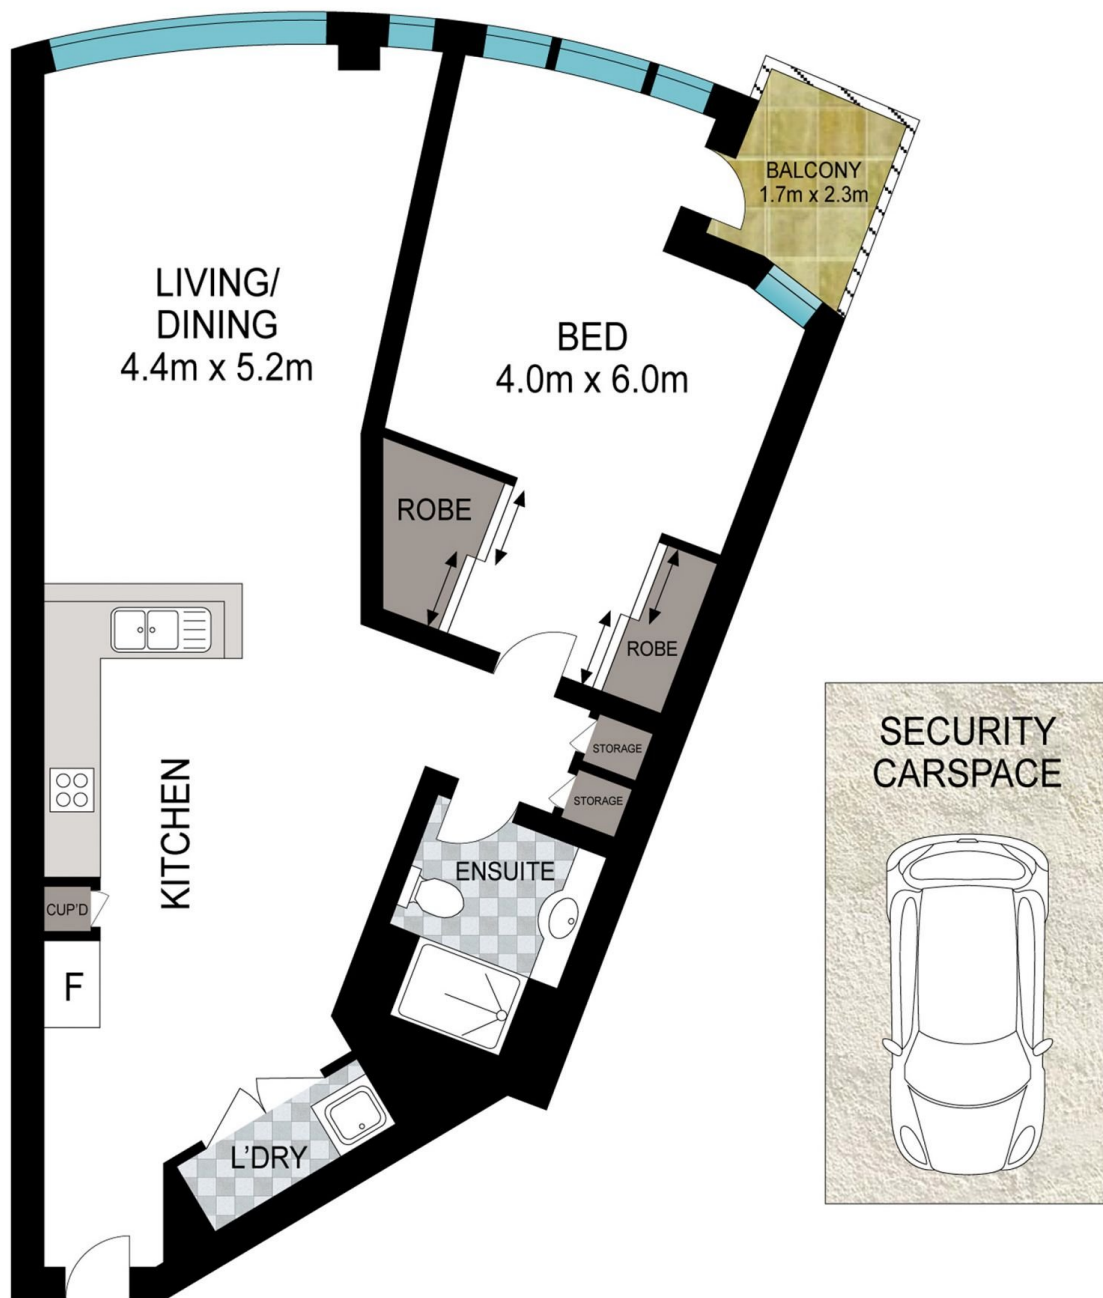 BALCONY
1.7m x 2.3m
LIVING/
DINING
4.4m x 5.2m
BED
4.0m x 6.0m
ROBE
ROBE
STORAGE
STORAGE
SECURITY
CARSPACE
KITCHEN
ENSUITE
CUP'D
F
L'DRY